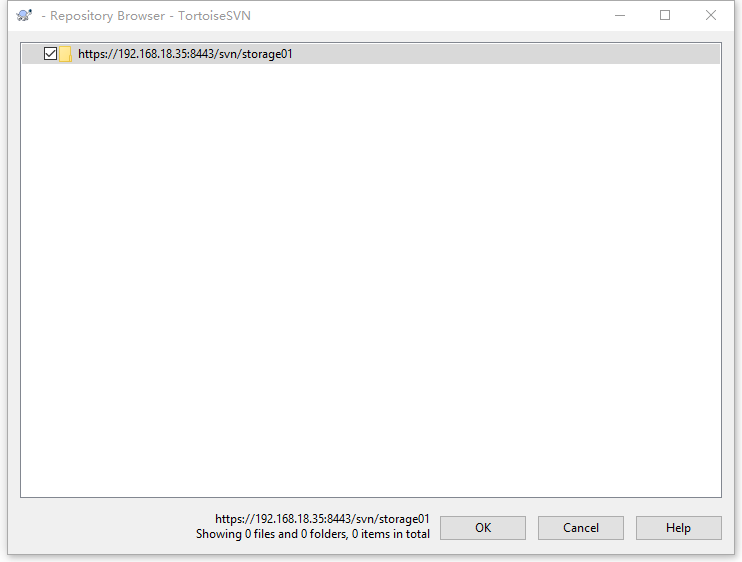 - Repository Browser - TortoiseSVN
https://192.168.18.35:8443/svn/storage01
https://192.168.18.35:8443/svn/storage01
Showing 0 files and 0 folders, 0 items in total
OK
Cancel
Help